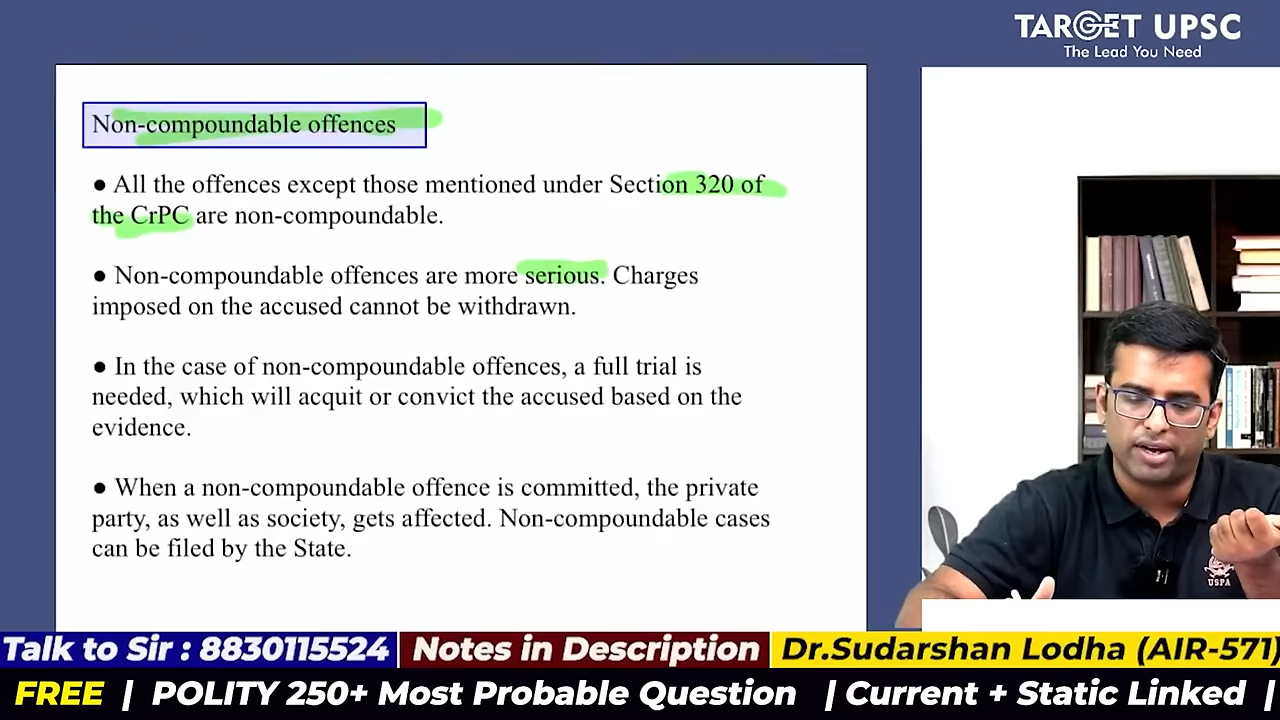 TARGET UPSC
The Lead You Need
Non-compoundable offences
● All the offences except those mentioned under Section 320 of
the CrPC are non-compoundable.
● Non-compoundable offences are more serious. Charges
imposed on the accused cannot be withdrawn.
● In the case of non-compoundable offences, a full trial is
needed, which will acquit or convict the accused based on the
evidence.
● When a non-compoundable offence is committed, the private
party, as well as society, gets affected. Non-compoundable cases
can be filed by the State.
USPA
Talk to Sir : 8830115524 Notes in Description Dr.Sudarshan Lodha (AIR-571)
FREE | POLITY 250+ Most Probable Question | Current + Static Linked |